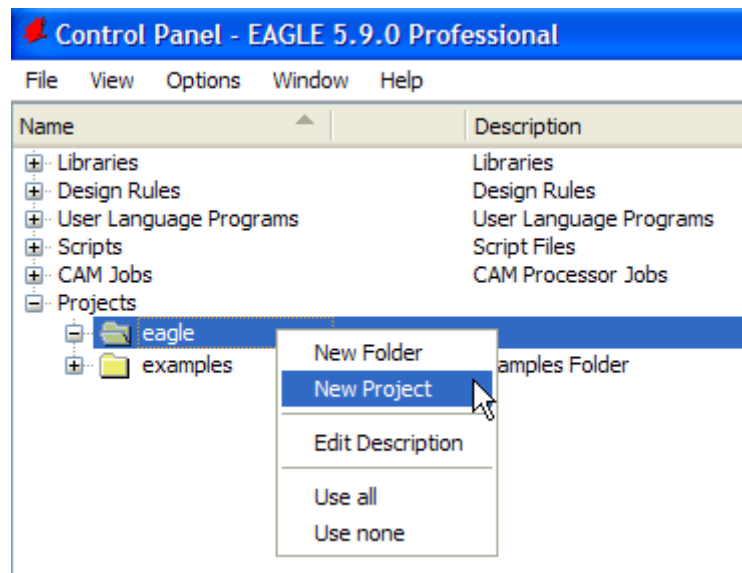 Control Panel - EAGLE 5.9.0 Professional
File View Options Window Help
Name Description
Libraries Libraries
Design Rules Design Rules
User Language Programs User Language Programs
Scripts Script Files
CAM Jobs CAM Processor Jobs
Projects
eagle
examples amples Folder
New Folder
New Project
Edit Description
Use all
Use none